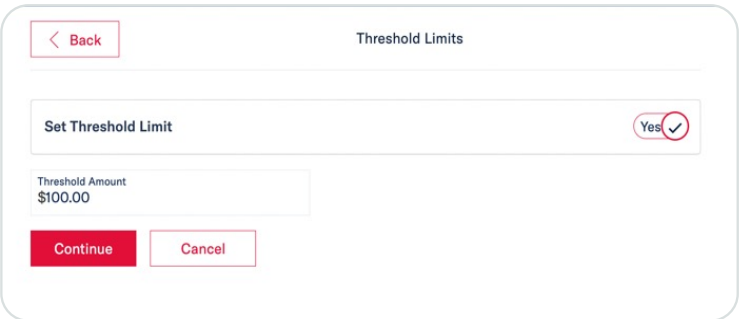 Back
Threshold Limits
Set Threshold Limit
Yes
Threshold Amount
$100.00
Continue
Cancel